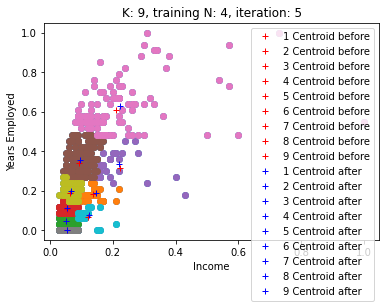 K: 9, training N: 4, iteration: 5
1.0
0.8
0.6
0.4
0.2
0.0
Years Employed
0.0 0.2 0.4 0.6 0.8 1.0
Income
1 Centroid before
2 Centroid before
3 Centroid before
4 Centroid before
5 Centroid before
6 Centroid before
7 Centroid before
8 Centroid before
9 Centroid before
1 Centroid after
2 Centroid after
3 Centroid after
4 Centroid after
5 Centroid after
6 Centroid after
7 Centroid after
8 Centroid after
9 Centroid after